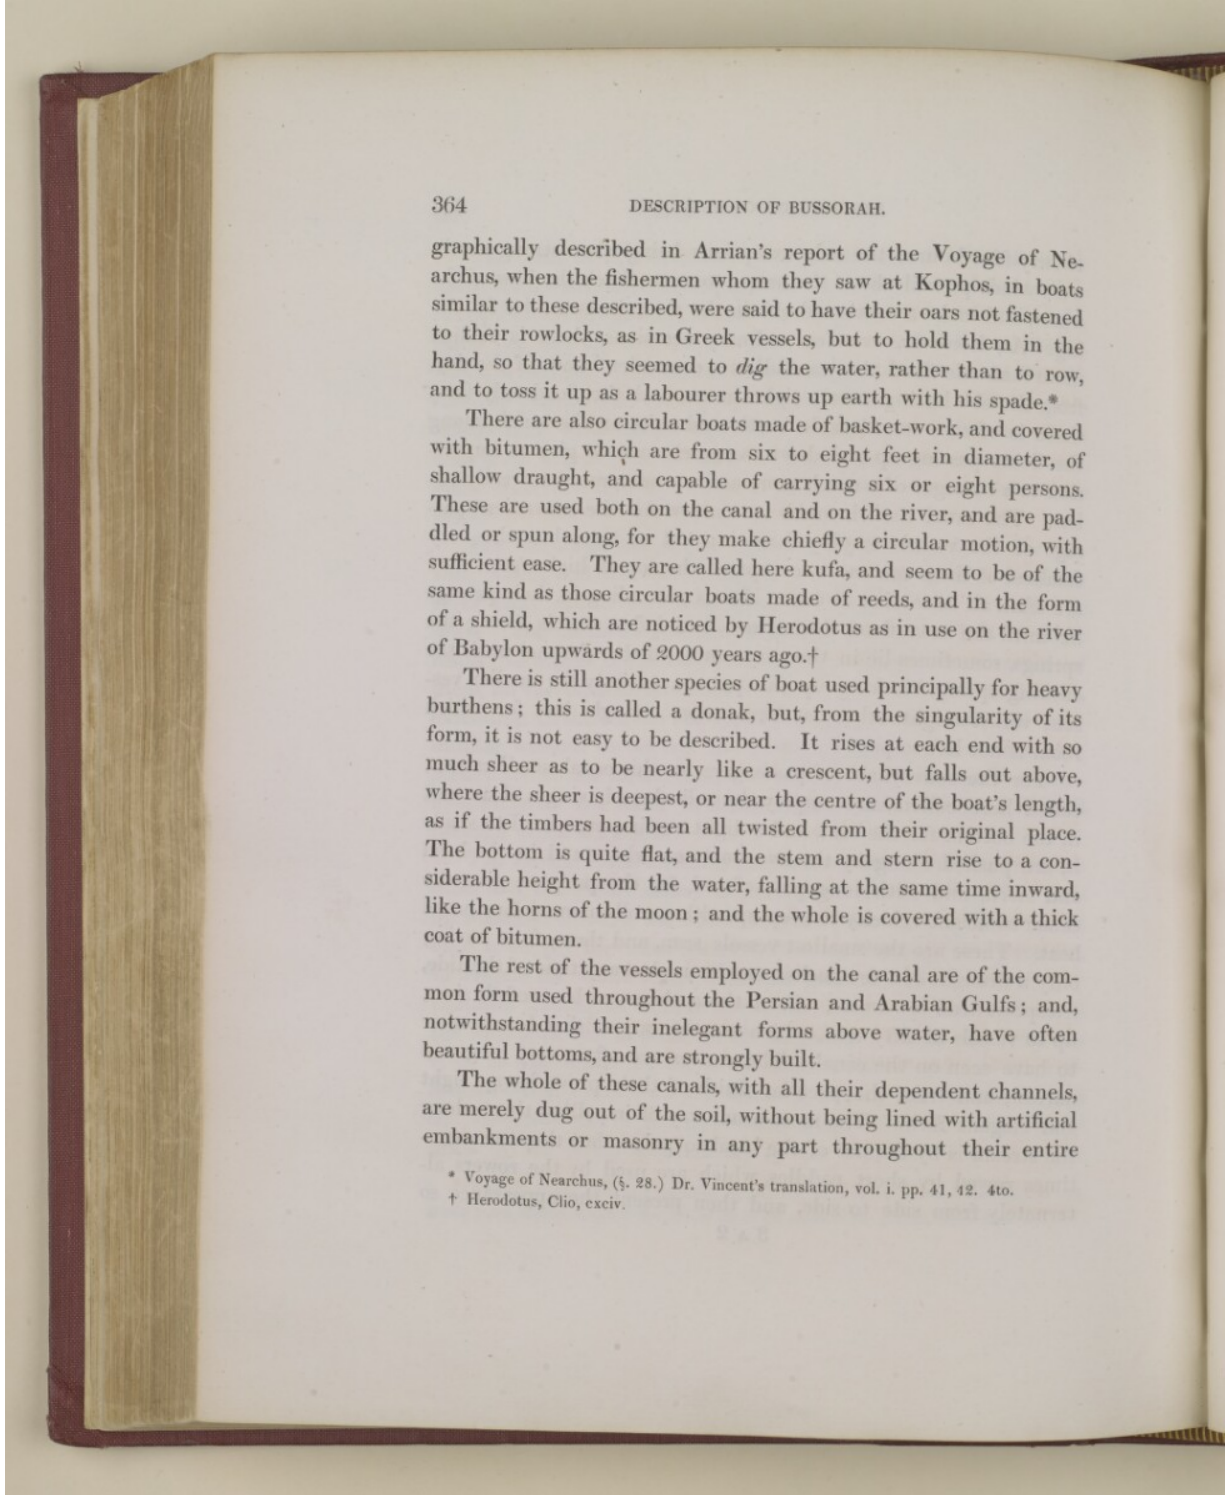 364 DESCRIPTION OF BUSSORAH.
graphically described in Arrian's report of the Voyage of Ne-
archus, when the fishermen whom they saw at Kophos, in boats
similar to these described, were said to have their oars not fastened
to their rowlocks, as in Greek vessels, but to hold them in the
hand, so that they seemed to dig the water, rather than to row,
and to toss it up as a labourer throws up earth with his spade.*
There are also circular boats made of basket-work, and covered
with bitumen, which are from six to eight feet in diameter, of
shallow draught, and capable of carrying six or eight persons.
These are used both on the canal and on the river, and are pad-
dled or spun along, for they make chiefly a circular motion, with
sufficient ease. They are called here kufa, and seem to be of the
same kind as those circular boats made of reeds, and in the form
of a shield, which are noticed by Herodotus as in use on the river
of Babylon upwards of 2000 years ago.†
There is still another species of boat used principally for heavy
burthens; this is called a donak, but, from the singularity of its
form, it is not easy to be described. It rises at each end with so
much sheer as to be nearly like a crescent, but falls out above,
where the sheer is deepest, or near the centre of the boat's length,
as if the timbers had been all twisted from their original place.
The bottom is quite flat, and the stem and stern rise to a con-
siderable height from the water, falling at the same time inward,
like the horns of the moon; and the whole is covered with a thick
coat of bitumen.
The rest of the vessels employed on the canal are of the com-
mon form used throughout the Persian and Arabian Gulfs; and,
notwithstanding their inelegant forms above water, have often
beautiful bottoms, and are strongly built.
The whole of these canals, with all their dependent channels,
are merely dug out of the soil, without being lined with artificial
embankments or masonry in any part throughout their entire
* Voyage of Nearchus, (§. 28.) Dr. Vincent's translation, vol. i. pp. 41, 42. 4to.
† Herodotus, Clio, cxciv.